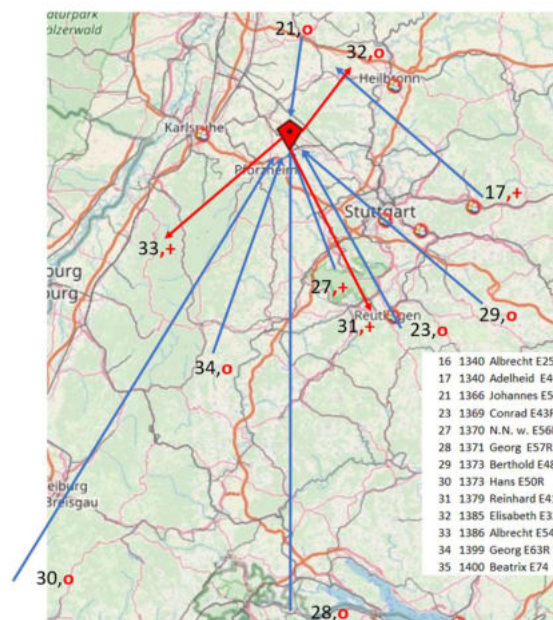 aturpark
älzerwald
21,o
32,o
Heilbronn
Karlsruhe
Pforzheim
17,+
Stuttgart
33,+
burg
burg
27,+
31,+
Reutlingen
23,o
29,o
34,o
16 1340 Albrecht E25
17 1340 Adelheid E4
21 1366 Johannes E5
23 1369 Conrad E43R
27 1370 N.N. w. E56
28 1371 Georg E57R
29 1373 Berthold E48
30 1373 Hans E50R
31 1379 Reinhard E4
32 1385 Elisabeth E3
33 1386 Albrecht E54
34 1399 Georg E63R
35 1400 Beatrix E74
eiburg
Breisgau
30,o
28,o